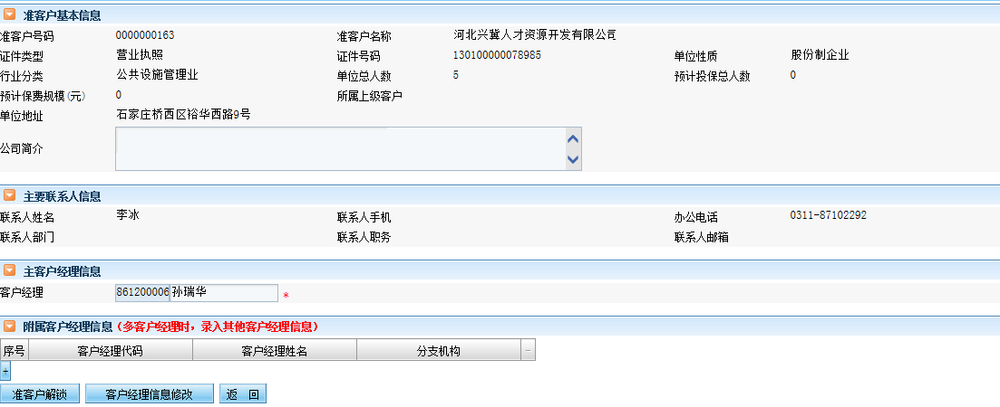 准客户基本信息
准客户号码 0000000163 准客户名称 河北兴冀人才资源开发有限公司
证件类型 营业执照 证件号码 130100000078985 单位性质 股份制企业
行业分类 公共设施管理业 单位总人数 5 预计投保总人数 0
预计保费规模(元) 0 所属上级客户
单位地址 石家庄桥西区裕华西路9号
公司简介
主要联系人信息
联系人姓名 李冰 联系人手机 办公电话 0311-87102292
联系人部门 联系人职务 联系人邮箱
主客户经理信息
客户经理 861200006 孙瑞华 *
附属客户经理信息(多客户经理时，录入其他客户经理信息)
序号 客户经理代码 客户经理姓名 分支机构 -
+
准客户解锁 客户经理信息修改 返 回